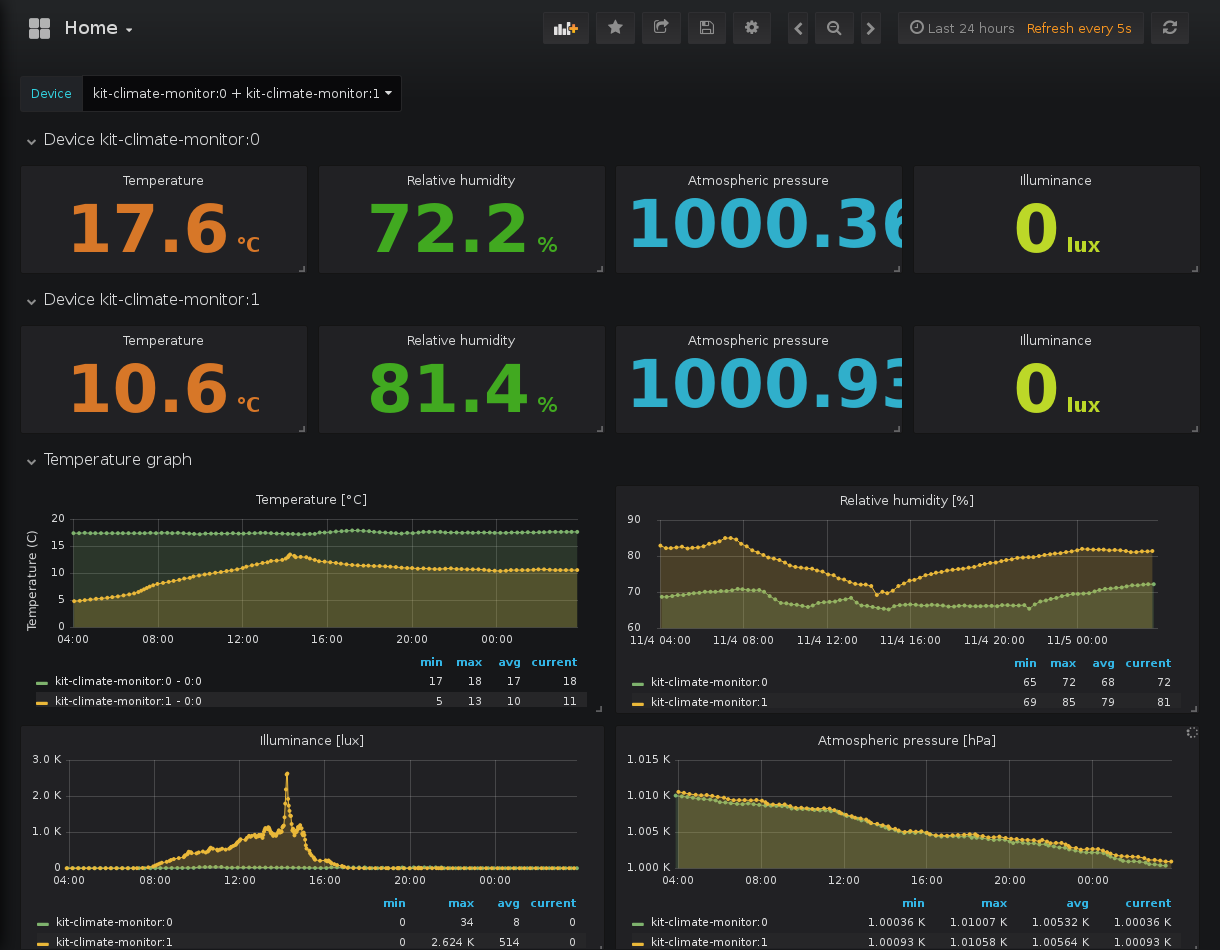 Home
Last 24 hours Refresh every 5s
Device kit-climate-monitor:0 + kit-climate-monitor:1
Device kit-climate-monitor:0
Temperature Relative humidity Atmospheric pressure Illuminance
17.6 °C 72.2 % 1000.36 0 lux
Device kit-climate-monitor:1
Temperature Relative humidity Atmospheric pressure Illuminance
10.6 °C 81.4 % 1000.93 0 lux
Temperature graph
Temperature [°C]
Temperature (C)
20
15
10
5
0
04:00 08:00 12:00 16:00 20:00 00:00
min max avg current
kit-climate-monitor:0 - 0:0 17 18 17 18
kit-climate-monitor:1 - 0:0 5 13 10 11
Relative humidity [%]
90
80
70
60
11/4 04:00 11/4 08:00 11/4 12:00 11/4 16:00 11/4 20:00 11/5 00:00
min max avg current
kit-climate-monitor:0 65 72 68 72
kit-climate-monitor:1 69 85 79 81
Illuminance [lux]
3.0 K
2.0 K
1.0 K
0
04:00 08:00 12:00 16:00 20:00 00:00
min max avg current
kit-climate-monitor:0 0 34 8 0
kit-climate-monitor:1 0 2.624 K 514 0
Atmospheric pressure [hPa]
1.015 K
1.010 K
1.005 K
1.000 K
04:00 08:00 12:00 16:00 20:00 00:00
min max avg current
kit-climate-monitor:0 1.00036 K 1.01007 K 1.00532 K 1.00036 K
kit-climate-monitor:1 1.00093 K 1.01058 K 1.00564 K 1.00093 K